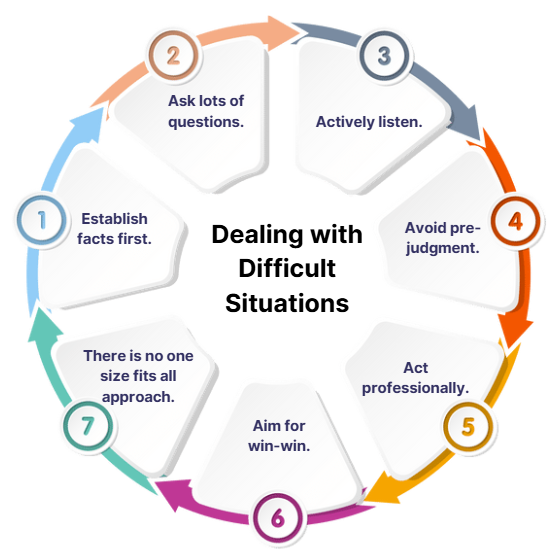 Dealing with
Difficult
Situations
1
Establish
facts first.
2
Ask lots of
questions.
3
Actively listen.
4
Avoid pre-
judgment.
5
Act
professionally.
6
Aim for
win-win.
7
There is no one
size fits all
approach.